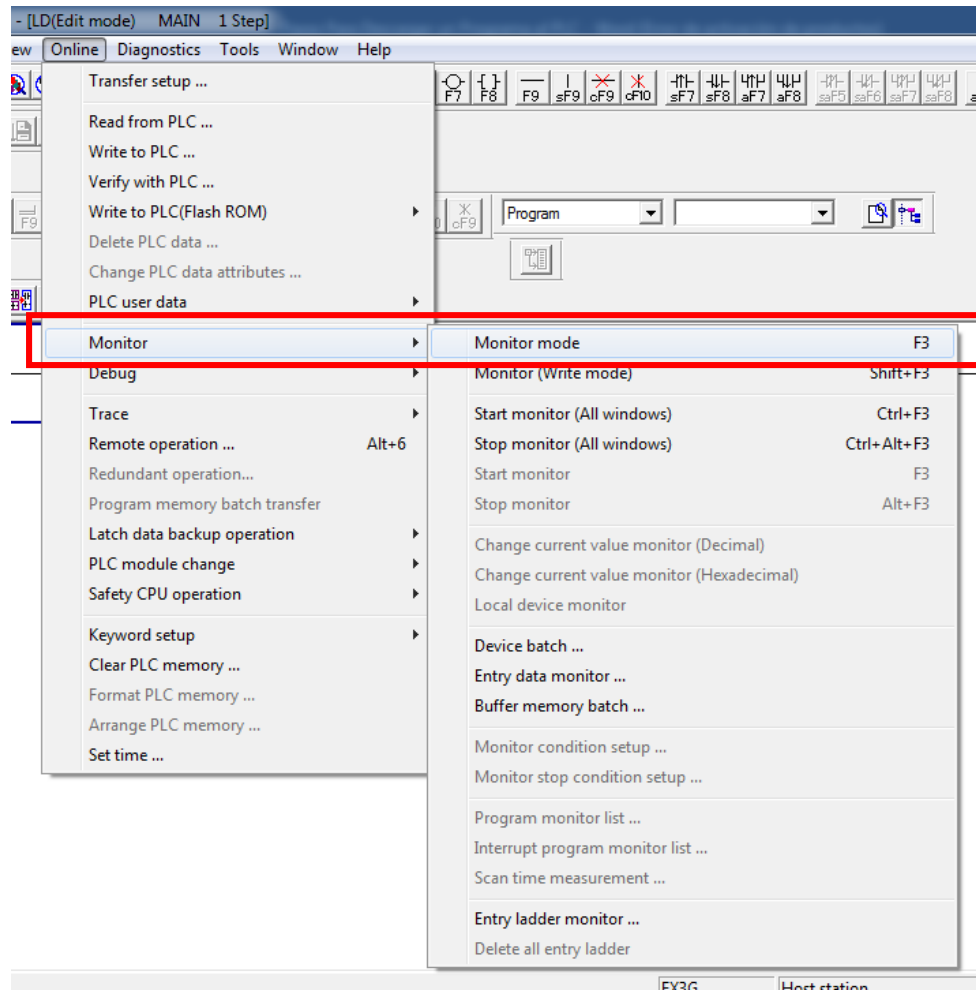 - [LD(Edit mode) MAIN 1 Step]
ew Online Diagnostics Tools Window Help
F7 F8 F9 sF9 cF9 cF10 sF7 sF8 aF7 aF8 saF5 saF6 saF7 saF8
F9 cF9 Program
Transfer setup ...
Read from PLC ...
Write to PLC ...
Verify with PLC ...
Write to PLC(Flash ROM)
Delete PLC data ...
Change PLC data attributes ...
PLC user data
Monitor
Debug
Trace
Remote operation ... Alt+6
Redundant operation...
Program memory batch transfer
Latch data backup operation
PLC module change
Safety CPU operation
Keyword setup
Clear PLC memory ...
Format PLC memory ...
Arrange PLC memory ...
Set time ...
Monitor mode F3
Monitor (Write mode) Shift+F3
Start monitor (All windows) Ctrl+F3
Stop monitor (All windows) Ctrl+Alt+F3
Start monitor F3
Stop monitor Alt+F3
Change current value monitor (Decimal)
Change current value monitor (Hexadecimal)
Local device monitor
Device batch ...
Entry data monitor ...
Buffer memory batch ...
Monitor condition setup ...
Monitor stop condition setup ...
Program monitor list ...
Interrupt program monitor list ...
Scan time measurement ...
Entry ladder monitor ...
Delete all entry ladder
FX3G Host station